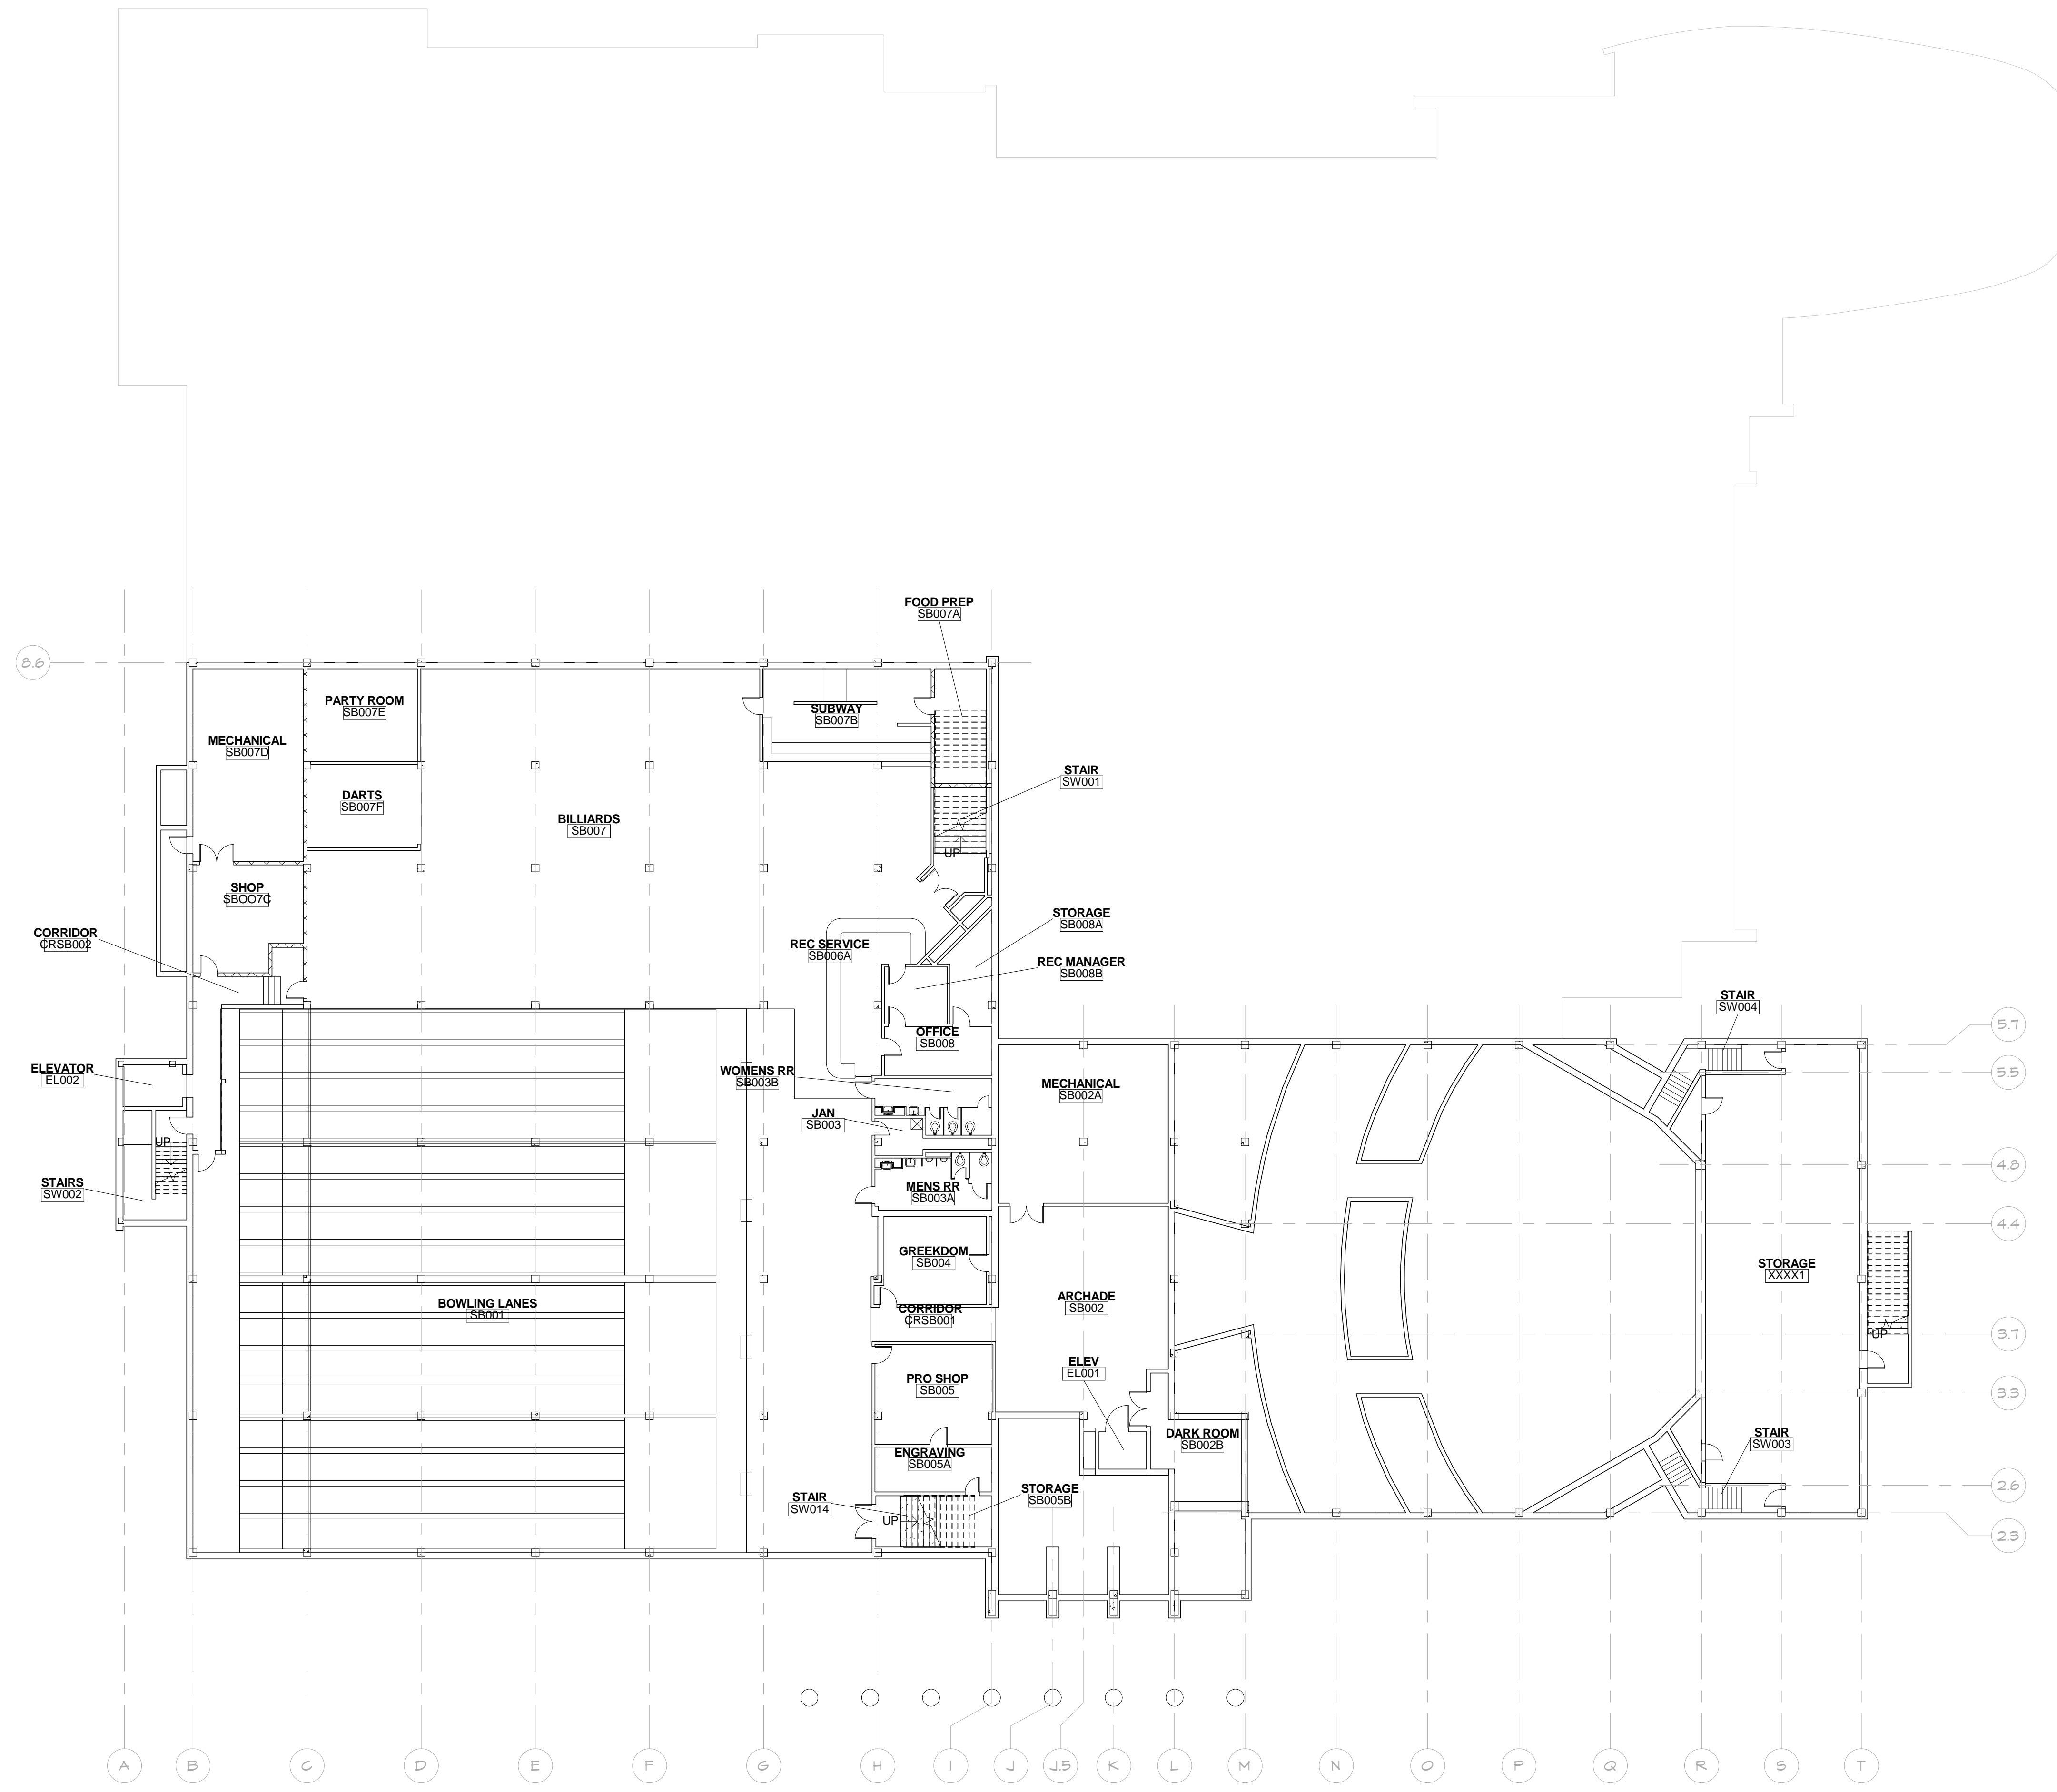 FOOD PREP
SB007A
8.6
PARTY ROOM
SB007E
SUBWAY
SB007B
MECHANICAL
SB007D
STAIR
SW001
DARTS
SB007F
BILLIARDS
SB007
UP
SHOP
SBOO7C
STORAGE
SB008A
CORRIDOR
CRSB002
REC SERVICE
SB006A
REC MANAGER
SB008B
STAIR
SW004
OFFICE
SB008
5.7
ELEVATOR
EL002
WOMENS RR
SB003B
MECHANICAL
SB002A
5.5
JAN
SB003
UP
4.8
STAIRS
SW002
MENS RR
SB003A
4.4
GREEKDOM
SB004
STORAGE
XXXX1
BOWLING LANES
SB001
CORRIDOR
CRSB001
ARCHADE
SB002
UP
3.7
PRO SHOP
SB005
ELEV
EL001
3.3
DARK ROOM
SB002B
STAIR
SW003
ENGRAVING
SB005A
STAIR
SW014
UP
STORAGE
SB005B
2.6
2.3
A B C D E F G H I J J.5 K L M N O P Q R S T